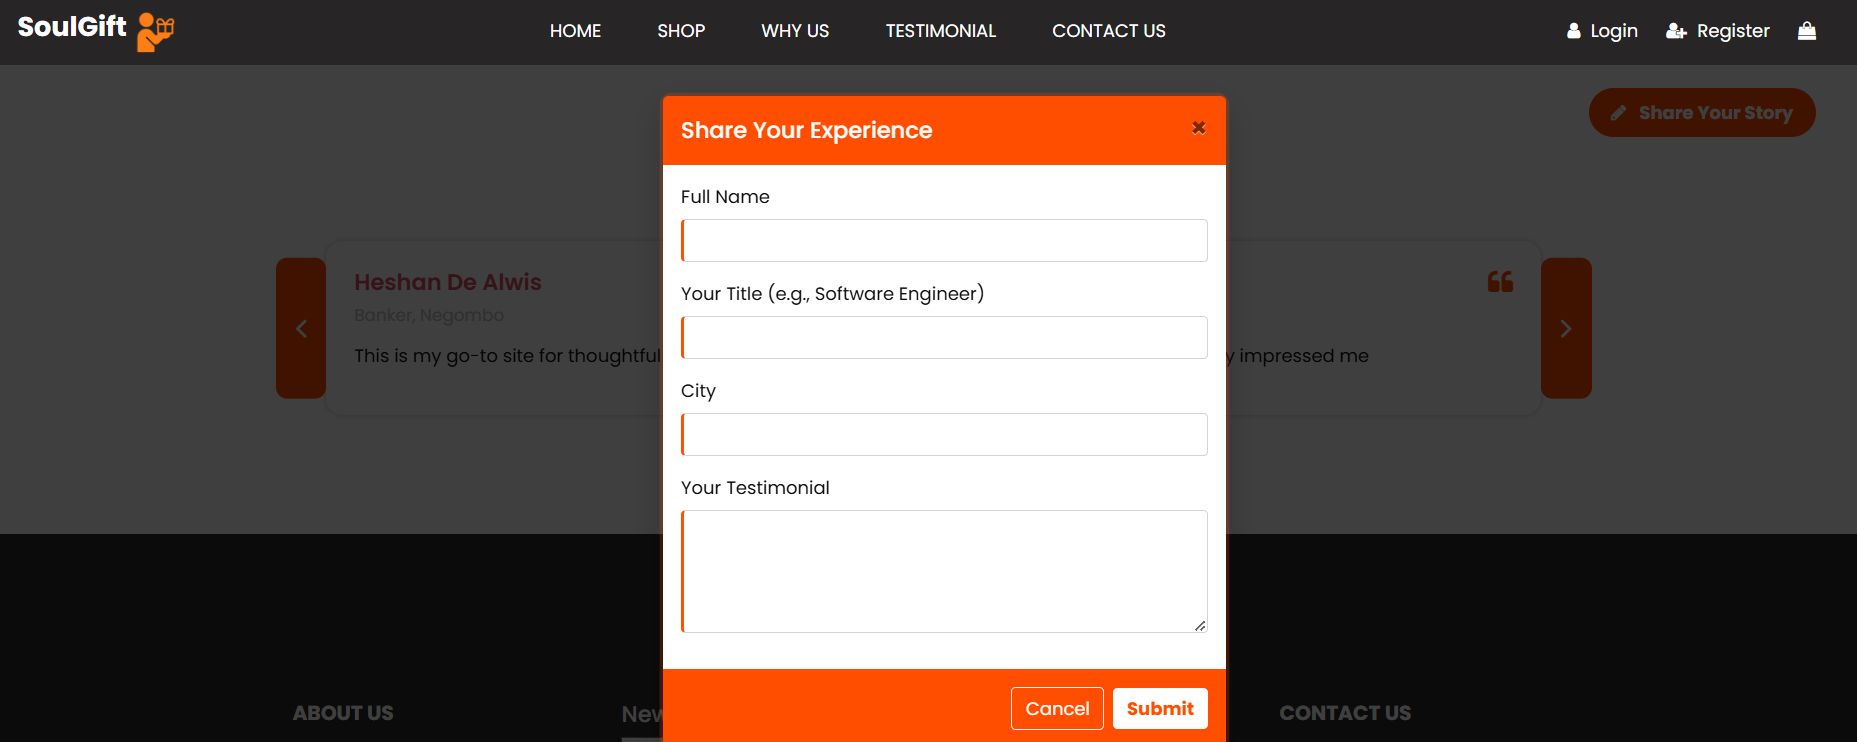 SoulGift
HOME SHOP WHY US TESTIMONIAL CONTACT US
Login Register
Share Your Story
Share Your Experience
Full Name
Your Title (e.g., Software Engineer)
City
Your Testimonial
Cancel Submit
Heshan De Alwis
Banker, Negombo
This is my go-to site for thoughtful
impressed me
ABOUT US
CONTACT US